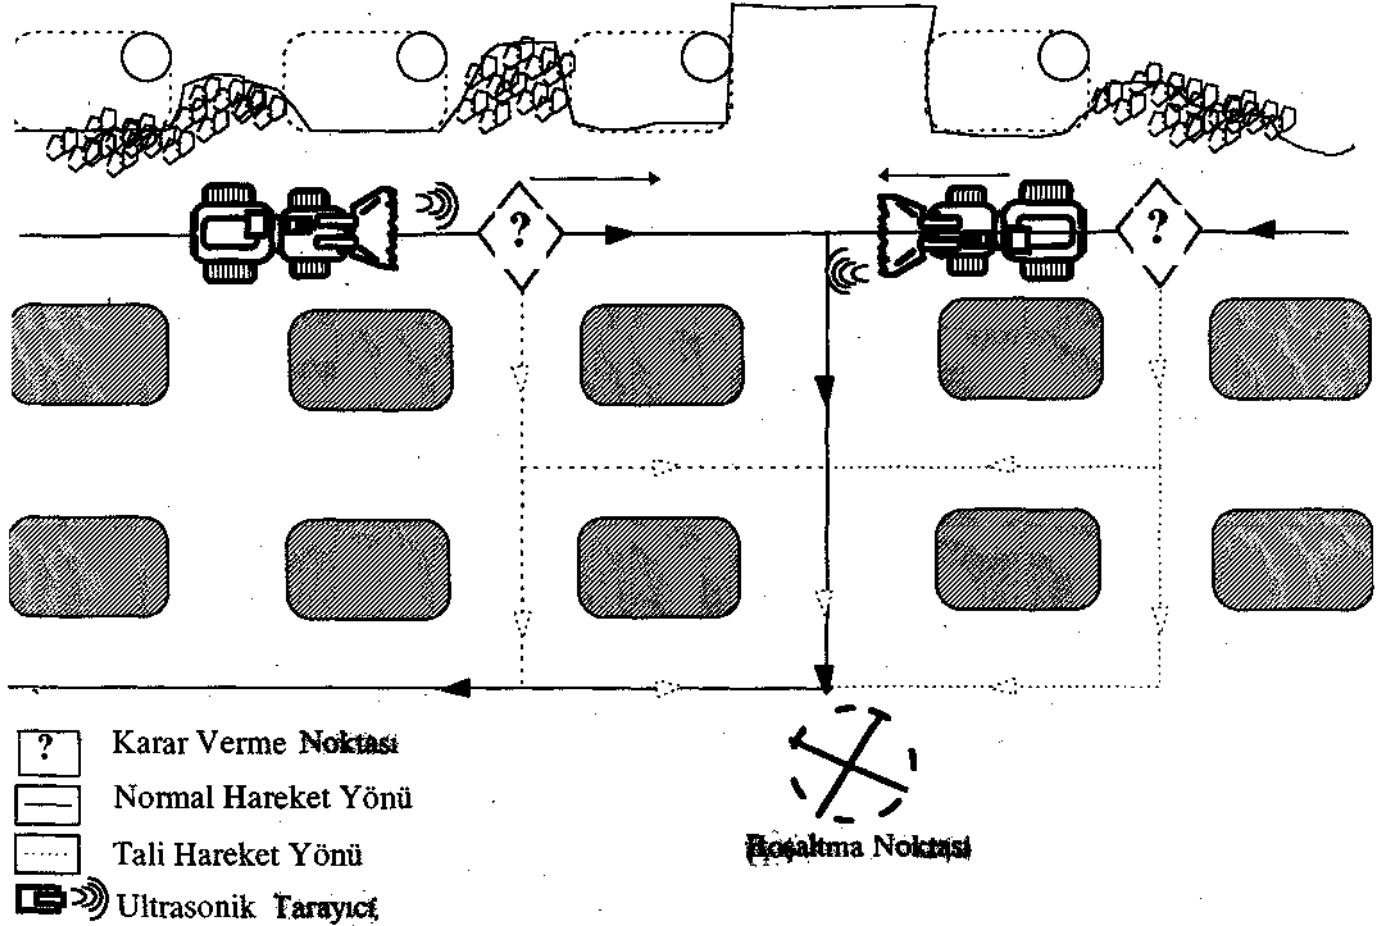 ?
?
? Karar Verme Noktası
Normal Hareket Yönü
Tali Hareket Yönü
Ultrasonik Tarayıcı
Boşaltma Noktası